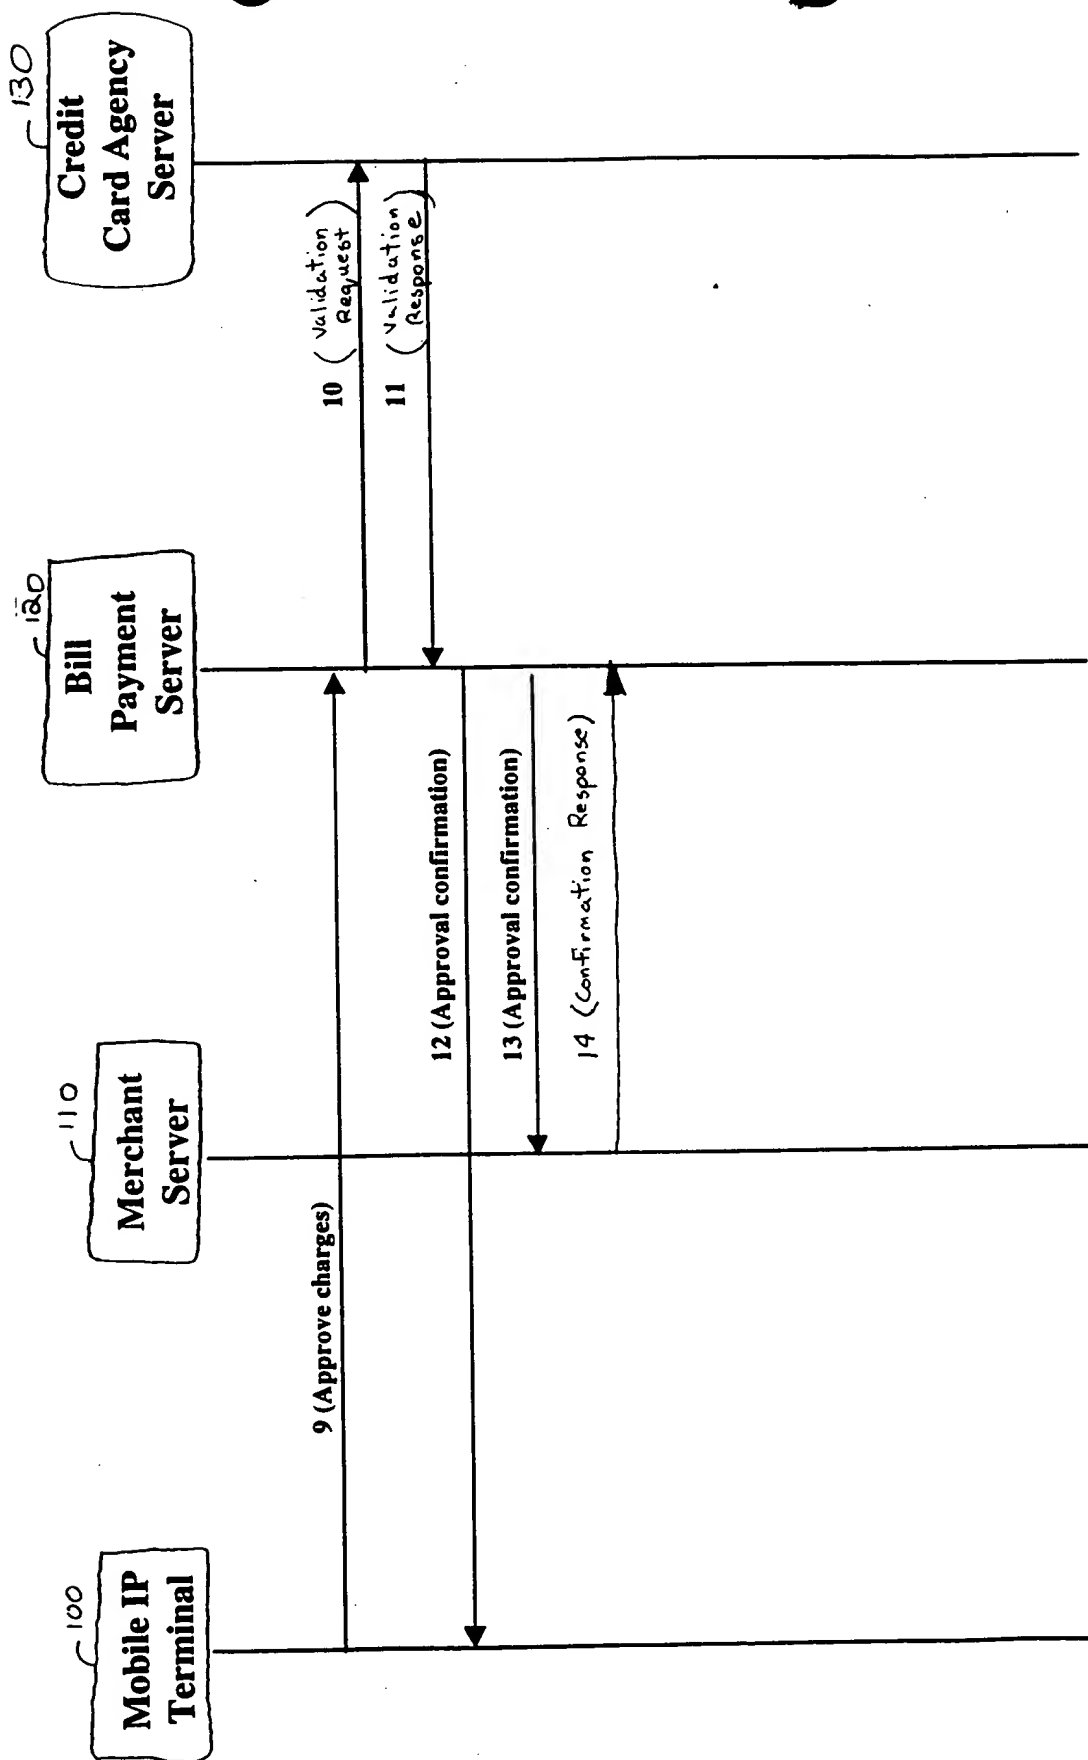 100
Mobile IP
Terminal
110
Merchant
Server
120
Bill
Payment
Server
130
Credit
Card Agency
Server
9 (Approve charges)
10 (Validation
Request)
11 (Validation
Response)
12 (Approval confirmation)
13 (Approval confirmation)
14 (Confirmation Response)